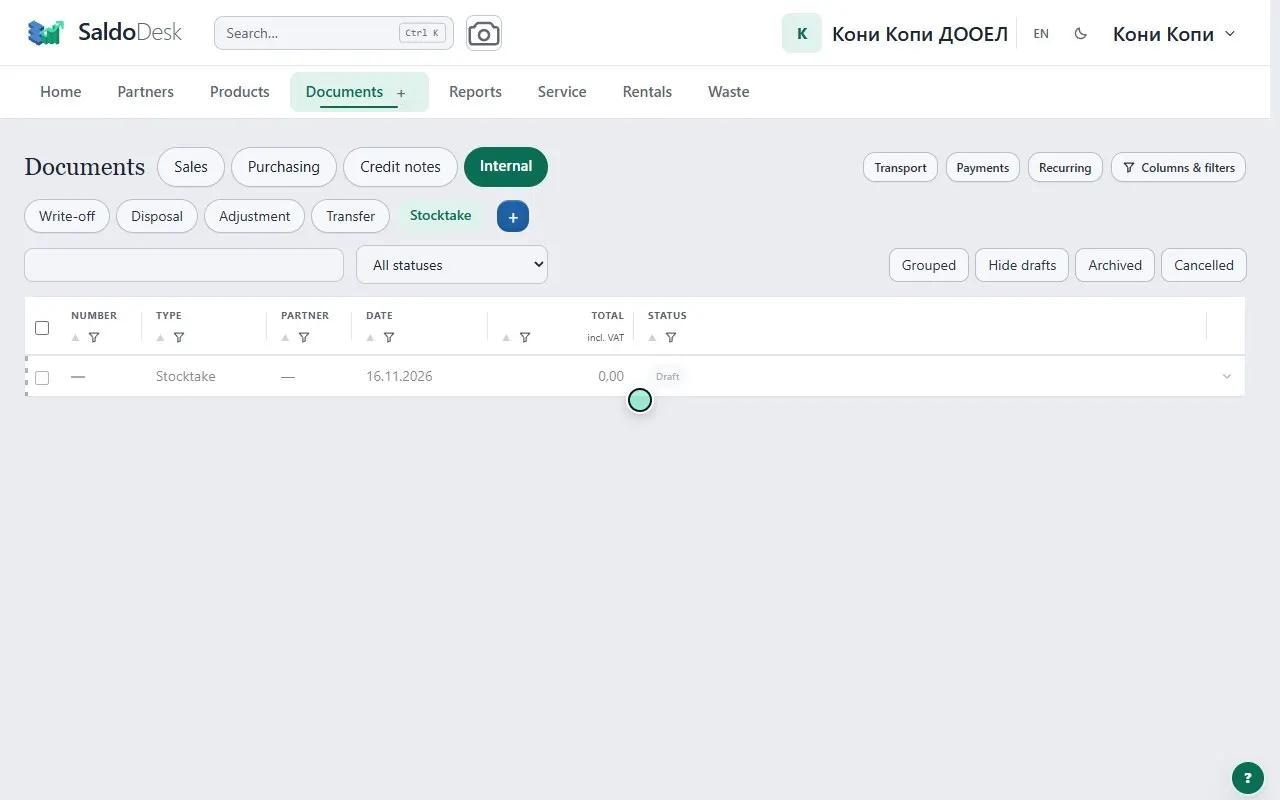 SaldoDesk Search... Ctrl K K Кони Копи ДООЕЛ EN Кони Копи
Home Partners Products Documents + Reports Service Rentals Waste
Documents Sales Purchasing Credit notes Internal Transport Payments Recurring Columns & filters
Write-off Disposal Adjustment Transfer Stocktake +
All statuses Grouped Hide drafts Archived Cancelled
NUMBER TYPE PARTNER DATE TOTAL STATUS
incl. VAT
— Stocktake — 16.11.2026 0,00 Draft
?